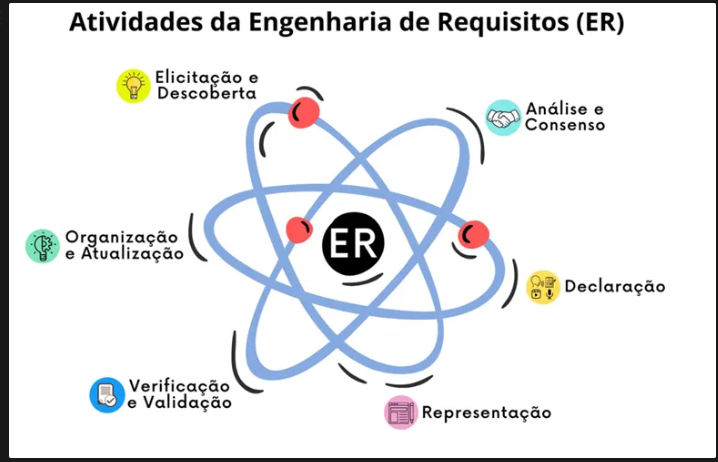 Atividades da Engenharia de Requisitos (ER)
Elicitação e
Descoberta
Análise e
Consenso
ER
Organização
e Atualização
Declaração
Verificação
e Validação
Representação